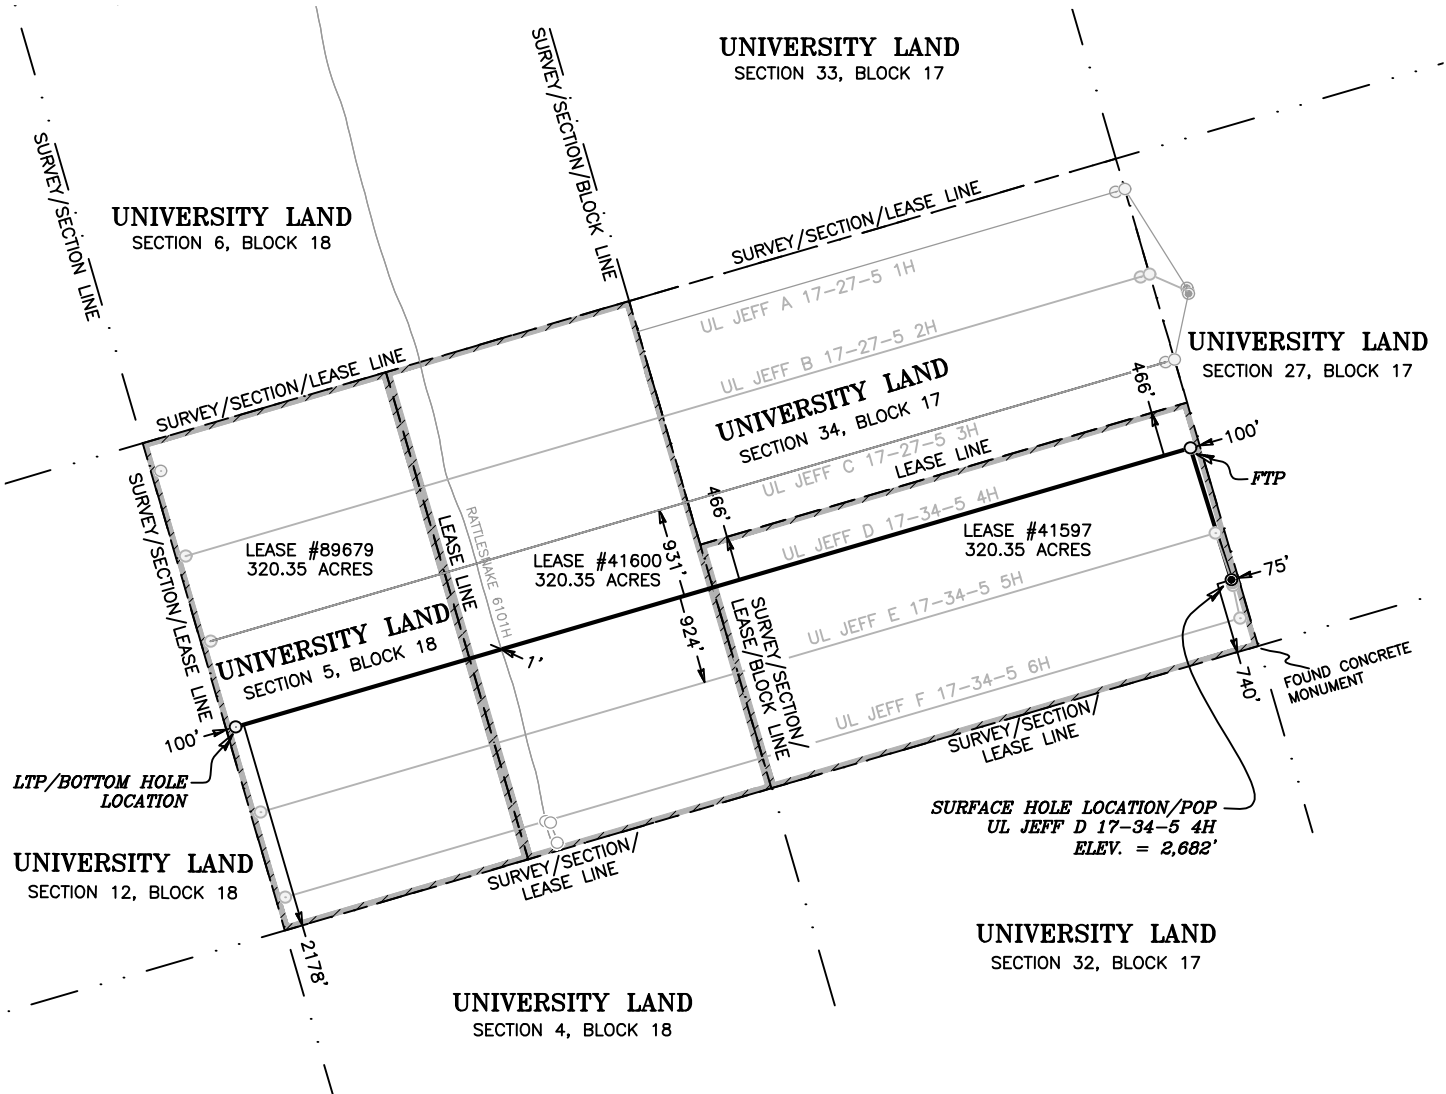 UNIVERSITY LAND
SECTION 33, BLOCK 17
SURVEY/SECTION/BLOCK LINE
SURVEY/SECTION LINE
UNIVERSITY LAND
SECTION 6, BLOCK 18
SURVEY/SECTION/LEASE LINE
UL JEFF A 17-27-5 1H
UL JEFF B 17-27-5 2H
UNIVERSITY LAND
SECTION 27, BLOCK 17
SURVEY/SECTION/LEASE LINE
UNIVERSITY LAND
SECTION 34, BLOCK 17
466'
UL JEFF C 17-27-5 3H
LEASE LINE
100'
FTP
SURVEY/SECTION/LEASE LINE
LEASE LINE
RATTLESNAKE 6101H
466'
UL JEFF D 17-34-5 4H
LEASE #89679
320.35 ACRES
LEASE #41600
320.35 ACRES
931'
LEASE #41597
320.35 ACRES
75'
UL JEFF E 17-34-5 5H
UNIVERSITY LAND
SECTION 5, BLOCK 18
924'
1'
SURVEY/SECTION/
LEASE/BLOCK LINE
UL JEFF F 17-34-5 6H
740'
FOUND CONCRETE
MONUMENT
100'
SURVEY/SECTION/
LEASE LINE
LTP/BOTTOM HOLE
LOCATION
SURFACE HOLE LOCATION/POP
UL JEFF D 17-34-5 4H
ELEV. = 2,682'
UNIVERSITY LAND
SECTION 12, BLOCK 18
SURVEY/SECTION/
LEASE LINE
2178'
UNIVERSITY LAND
SECTION 32, BLOCK 17
UNIVERSITY LAND
SECTION 4, BLOCK 18